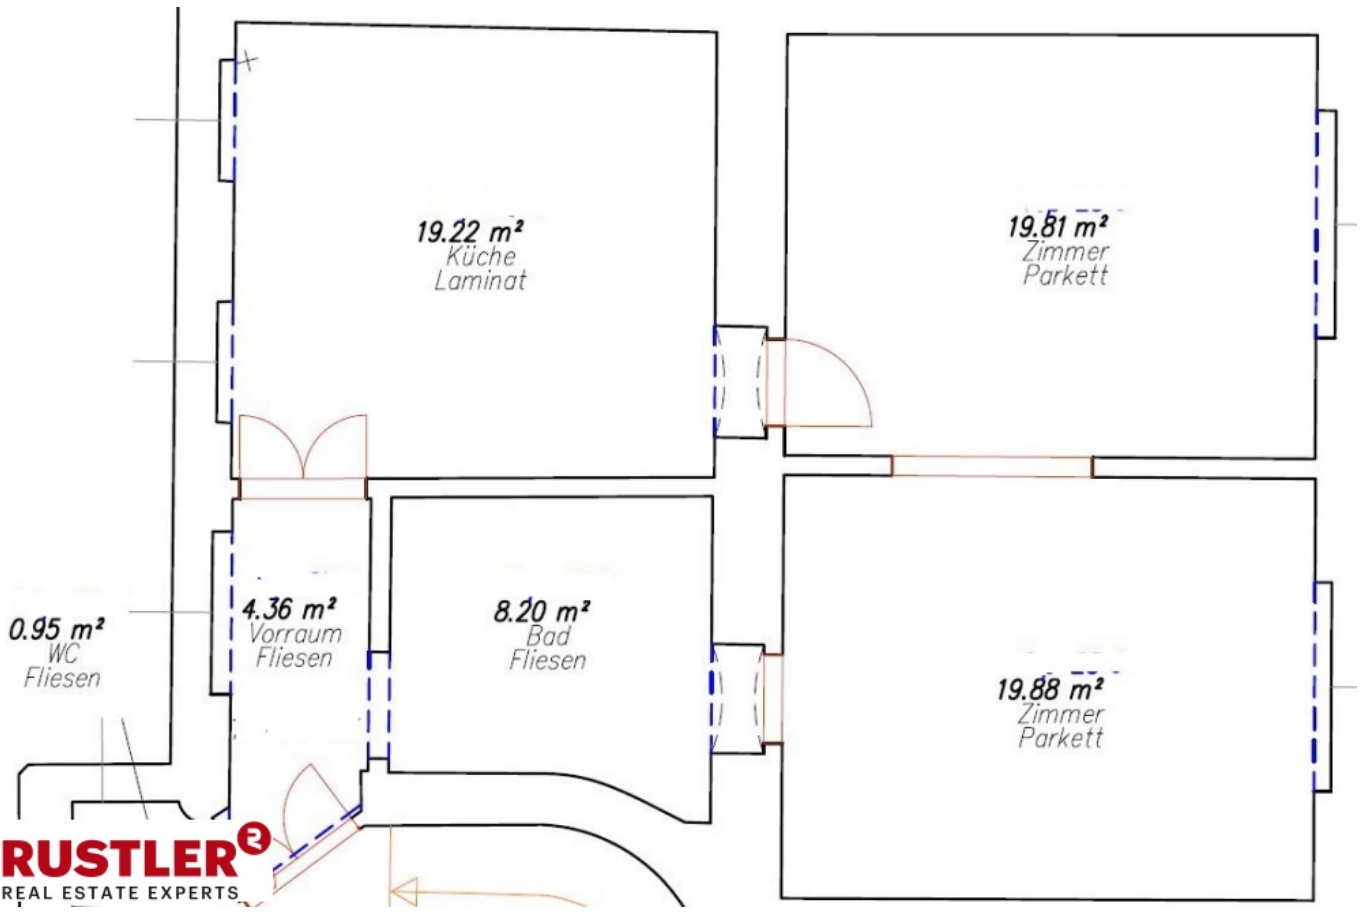 19.22 m²
Küche
Laminat
19.81 m²
Zimmer
Parkett
0.95 m²
WC
Fliesen
4.36 m²
Vorraum
Fliesen
8.20 m²
Bad
Fliesen
19.88 m²
Zimmer
Parkett
RUSTLER
REAL ESTATE EXPERTS